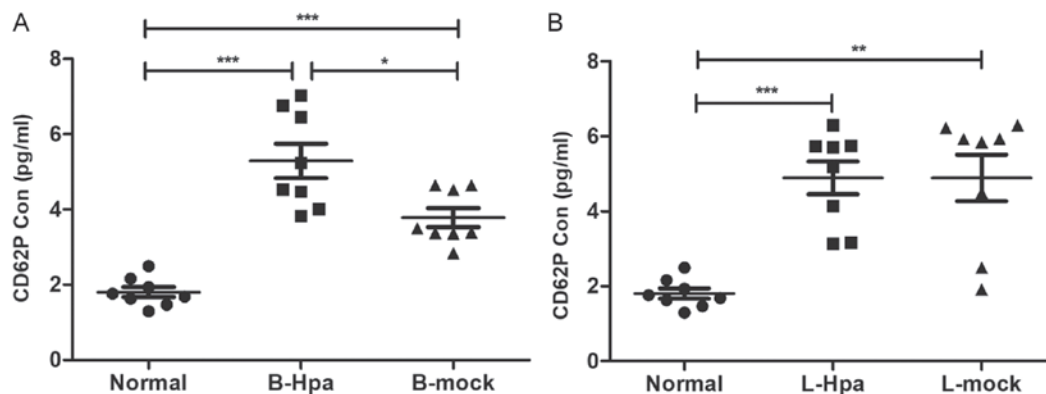 A
***
***
*
CD62P Con (pg/ml)
8
6
4
2
0
Normal B-Hpa B-mock
B
**
***
CD62P Con (pg/ml)
8
6
4
2
0
Normal L-Hpa L-mock